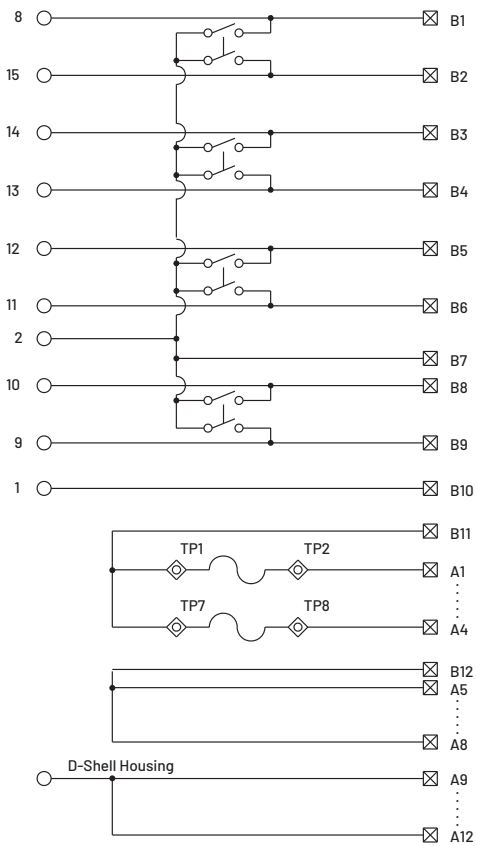 8 B1
15 B2
14 B3
13 B4
12 B5
11 B6
2
B7
10 B8
9 B9
1 B10
B11
TP1 TP2
A1
TP7 TP8
A4
B12
A5
A8
D-Shell Housing
A9
A12